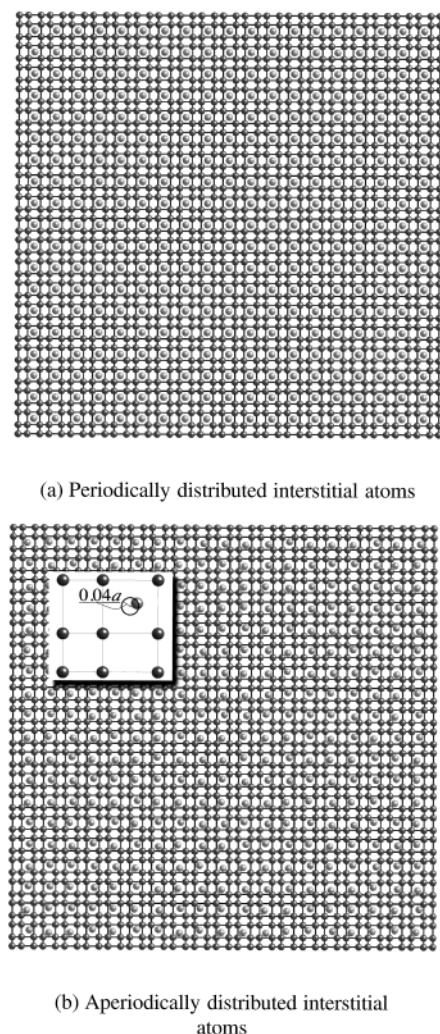 (a) Periodically distributed interstitial atoms
0.04a
(b) Aperiodically distributed interstitial
atoms